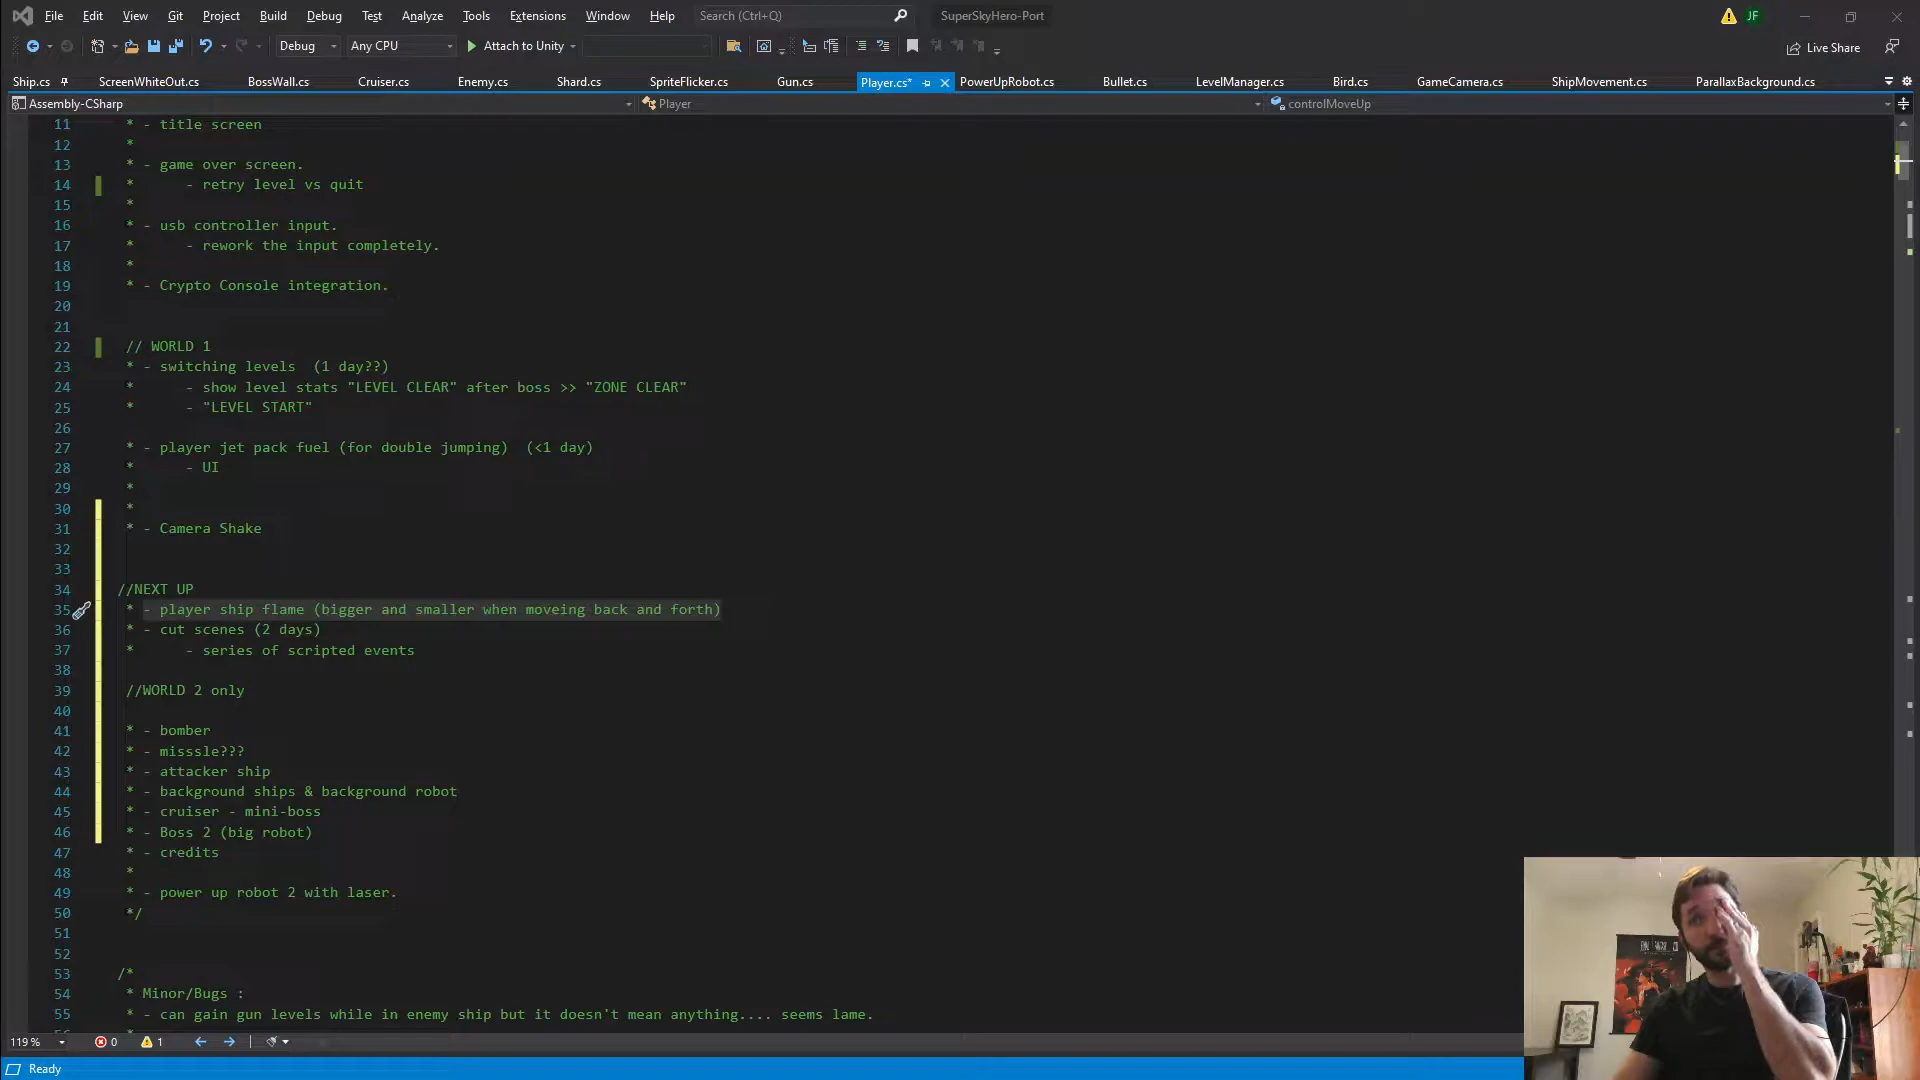 File Edit View Git Project Build Debug Test Analyze Tools Extensions Window Help Search (Ctrl+Q) SuperSkyHero-Port JF
Debug Any CPU Attach to Unity Live Share
Ship.cs ScreenWhiteOut.cs BossWall.cs Cruiser.cs Enemy.cs Shard.cs SpriteFlicker.cs Gun.cs Player.cs* PowerUpRobot.cs Bullet.cs LevelManager.cs Bird.cs GameCamera.cs ShipMovement.cs ParallaxBackground.cs
Assembly-CSharp Player controlMoveUp
11 * - title screen
12 *
13 * - game over screen.
14 * - retry level vs quit
15 *
16 * - usb controller input.
17 * - rework the input completely.
18 *
19 * - Crypto Console integration.
20
21
22 // WORLD 1
23 * - switching levels (1 day??)
24 * - show level stats "LEVEL CLEAR" after boss >> "ZONE CLEAR"
25 * - "LEVEL START"
26
27 * - player jet pack fuel (for double jumping) (<1 day)
28 * - UI
29 *
30 *
31 * - Camera Shake
32
33
34 //NEXT UP
35 * - player ship flame (bigger and smaller when moveing back and forth)
36 * - cut scenes (2 days)
37 * - series of scripted events
38
39 //WORLD 2 only
40
41 * - bomber
42 * - misssle???
43 * - attacker ship
44 * - background ships & background robot
45 * - cruiser - mini-boss
46 * - Boss 2 (big robot)
47 * - credits
48 *
49 * - power up robot 2 with laser.
50 */
51
52
53 /*
54 * Minor/Bugs :
55 * - can gain gun levels while in enemy ship but it doesn't mean anything.... seems lame.
119 % 0 1
Ready